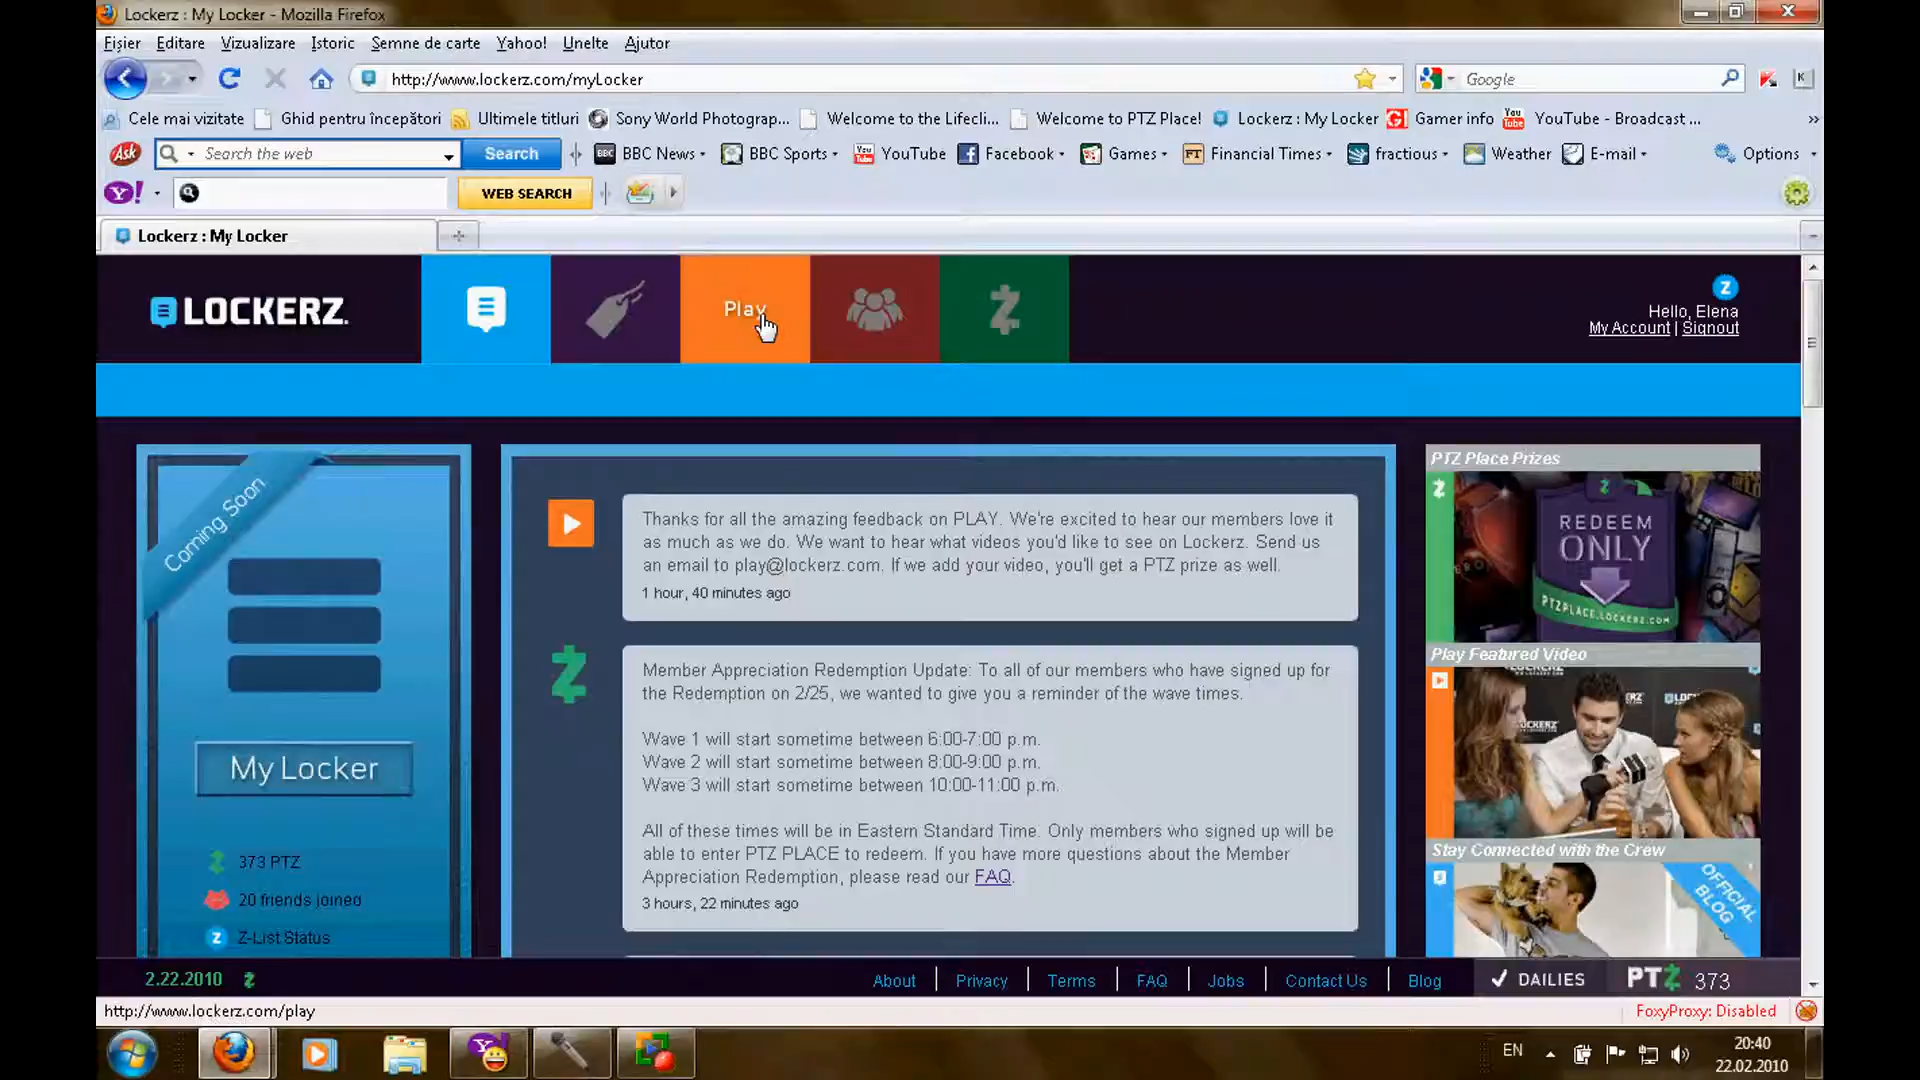 Lockerz : My Locker - Mozilla Firefox
Fișier Editare Vizualizare Istoric Semne de carte Yahoo! Unelte Ajutor
http://www.lockerz.com/myLocker
Google
Cele mai vizitate Ghid pentru începători Ultimele titluri Sony World Photograp... Welcome to the Lifecli... Welcome to PTZ Place! Lockerz : My Locker Gamer info YouTube - Broadcast ... »
Ask Search the web Search BBC News BBC Sports YouTube Facebook Games Financial Times fractious Weather E-mail Options
Y! WEB SEARCH
Lockerz : My Locker
LOCKERZ. Play
Hello, Elena
My Account | Signout
Coming Soon
My Locker
373 PTZ
20 friends joined
Z-List Status
Thanks for all the amazing feedback on PLAY. We're excited to hear our members love it
as much as we do. We want to hear what videos you'd like to see on Lockerz. Send us
an email to play@lockerz.com. If we add your video, you'll get a PTZ prize as well.
1 hour, 40 minutes ago
Member Appreciation Redemption Update: To all of our members who have signed up for
the Redemption on 2/25, we wanted to give you a reminder of the wave times.
Wave 1 will start sometime between 6:00-7:00 p.m.
Wave 2 will start sometime between 8:00-9:00 p.m.
Wave 3 will start sometime between 10:00-11:00 p.m.
All of these times will be in Eastern Standard Time. Only members who signed up will be
able to enter PTZ PLACE to redeem. If you have more questions about the Member
Appreciation Redemption, please read our FAQ.
3 hours, 22 minutes ago
PTZ Place Prizes
REDEEM
ONLY
PTZPLACE.LOCKERZ.COM
Play Featured Video
Stay Connected with the Crew
OFFICIAL
BLOG
2.22.2010
About | Privacy | Terms | FAQ | Jobs | Contact Us | Blog
DAILIES
PTZ 373
http://www.lockerz.com/play
FoxyProxy: Disabled
EN
20:40
22.02.2010